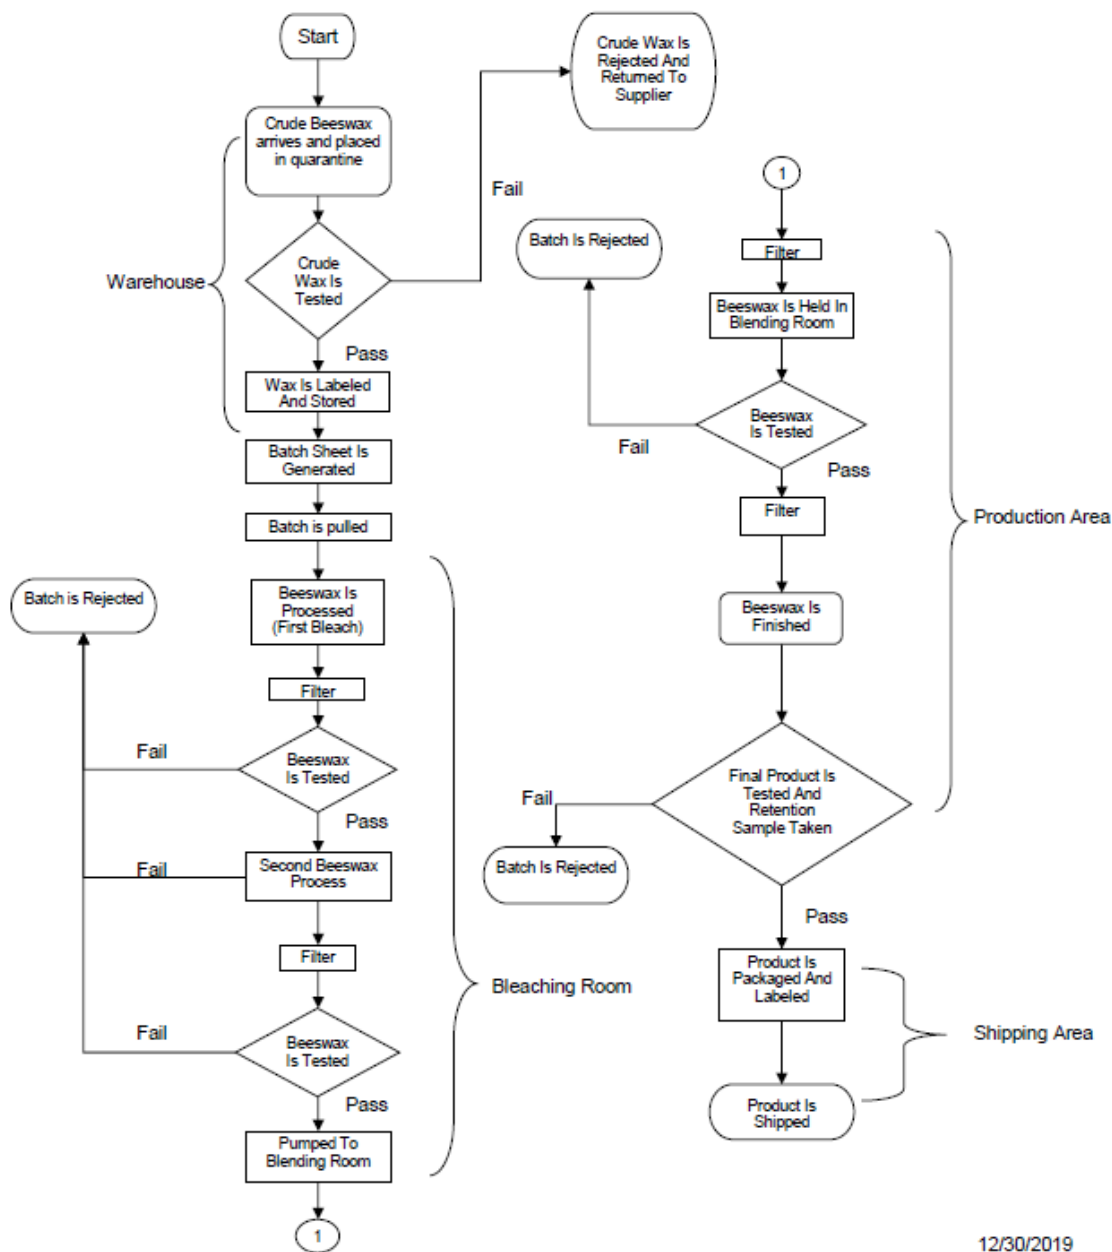 Start
Crude Beeswax
arrives and placed
in quarantine
Crude
Wax Is
Tested
Fail
Crude Wax Is
Rejected And
Returned To
Supplier
Warehouse
Pass
Wax Is Labeled
And Stored
Batch Sheet Is
Generated
Batch is pulled
Beeswax Is
Processed
(First Bleach)
Batch is Rejected
Filter
Beeswax
Is Tested
Fail
Pass
Second Beeswax
Process
Fail
Filter
Bleaching Room
Beeswax
Is Tested
Fail
Pass
Pumped To
Blending Room
1
1
Filter
Beeswax Is Held In
Blending Room
Batch Is Rejected
Beeswax
Is Tested
Fail
Pass
Filter
Production Area
Beeswax Is
Finished
Final Product Is
Tested And
Retention
Sample Taken
Fail
Batch Is Rejected
Pass
Product Is
Packaged And
Labeled
Shipping Area
Product Is
Shipped
12/30/2019